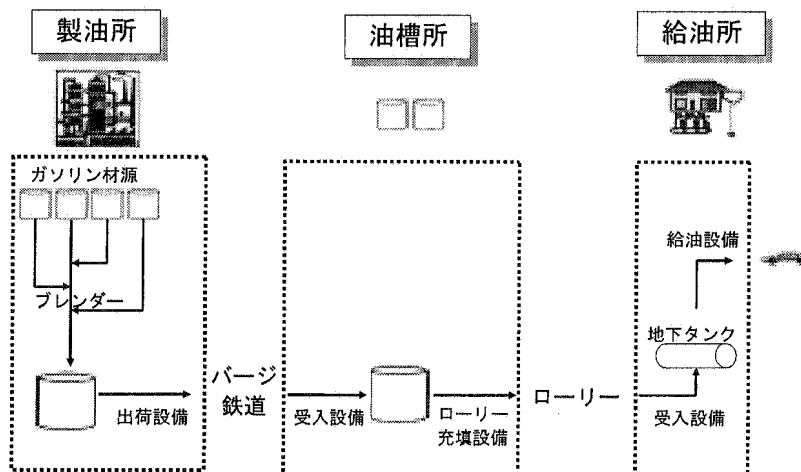 製油所
油槽所
給油所
ガソリン材源
ブレンダー
出荷設備
バージ
鉄道
受入設備
ローリー
充填設備
ローリー
給油設備
地下タンク
受入設備